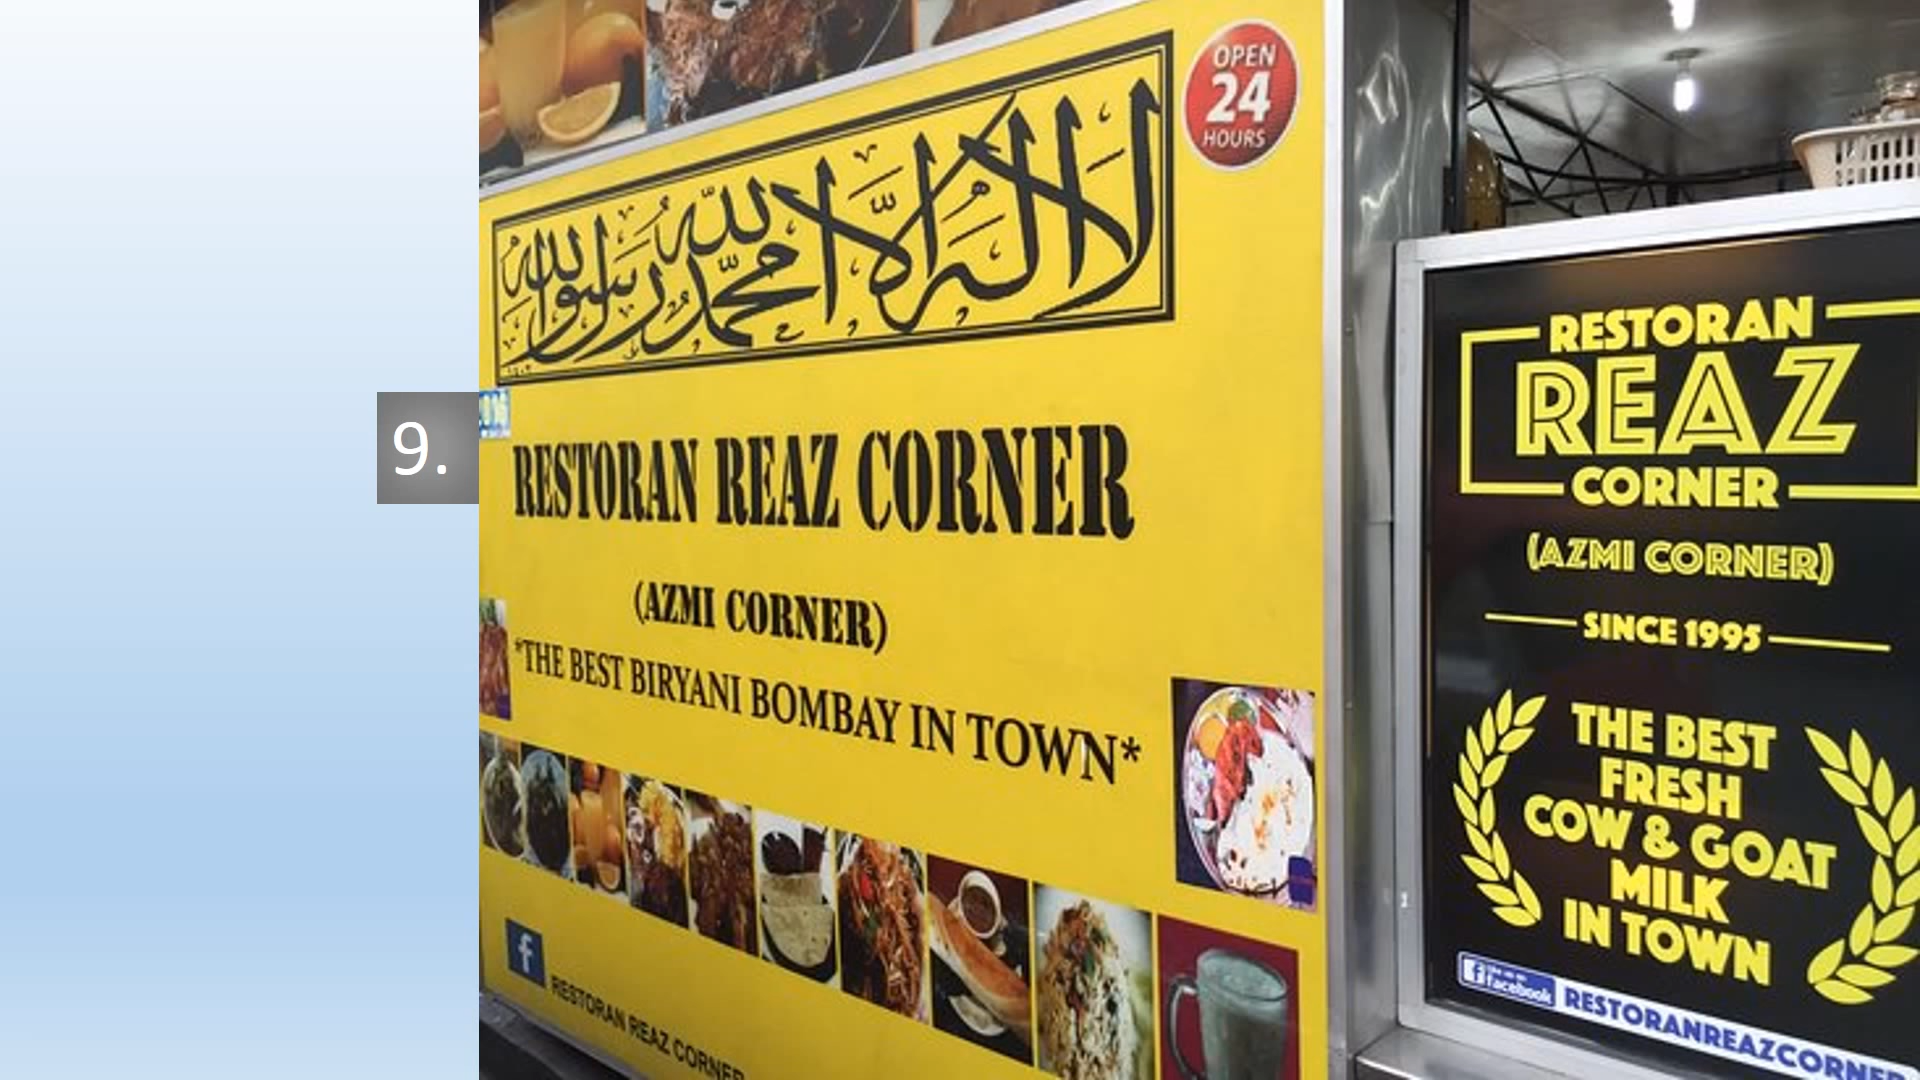 9.
OPEN
24
HOURS
لا إله إلا الله محمد رسول الله
RESTORAN REAZ CORNER
(AZMI CORNER)
*THE BEST BIRYANI BOMBAY IN TOWN*
f
RESTORAN REAZ CORNER
RESTORAN
REAZ
CORNER
(AZMI CORNER)
SINCE 1995
THE BEST
FRESH
COW & GOAT
MILK
IN TOWN
facebook
RESTORANREAZCORNER